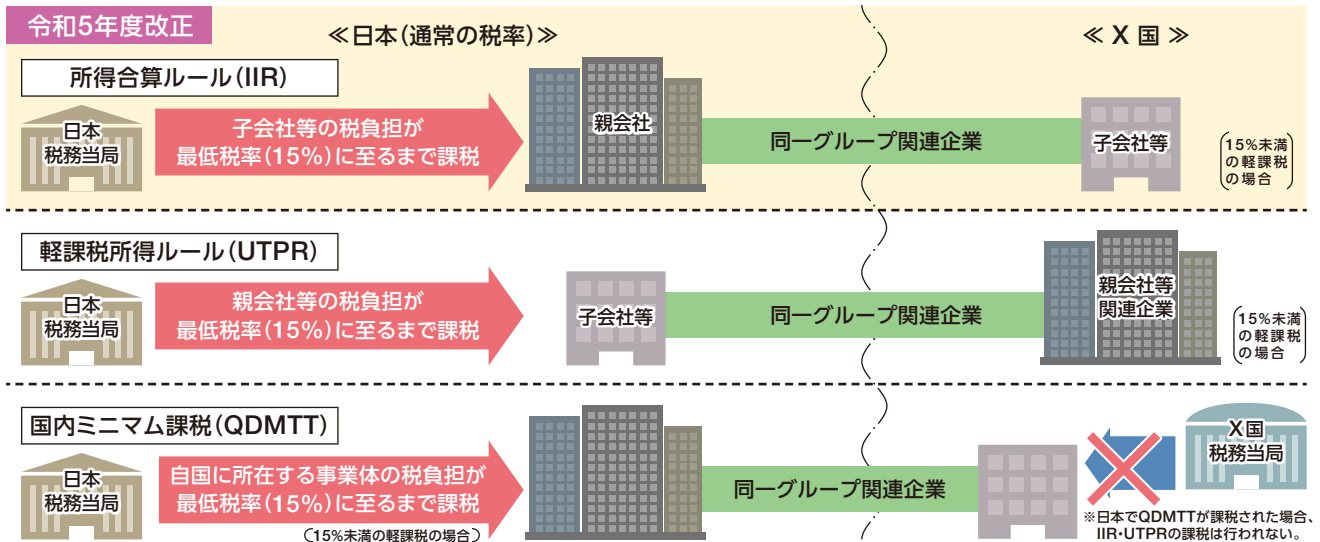 令和5年度改正
≪日本（通常の税率）≫
≪ X 国 ≫
所得合算ルール（IIR）
日本
税務当局
子会社等の税負担が
最低税率（15％）に至るまで課税
親会社
同一グループ関連企業
子会社等
15％未満
の軽課税
の場合
軽課税所得ルール（UTPR）
日本
税務当局
親会社等の税負担が
最低税率（15％）に至るまで課税
子会社等
同一グループ関連企業
親会社等
関連企業
15％未満
の軽課税
の場合
国内ミニマム課税（QDMTT）
日本
税務当局
自国に所在する事業体の税負担が
最低税率（15％）に至るまで課税
（15％未満の軽課税の場合）
同一グループ関連企業
X国
税務当局
※日本でQDMTTが課税された場合、
IIR・UTPRの課税は行われない。